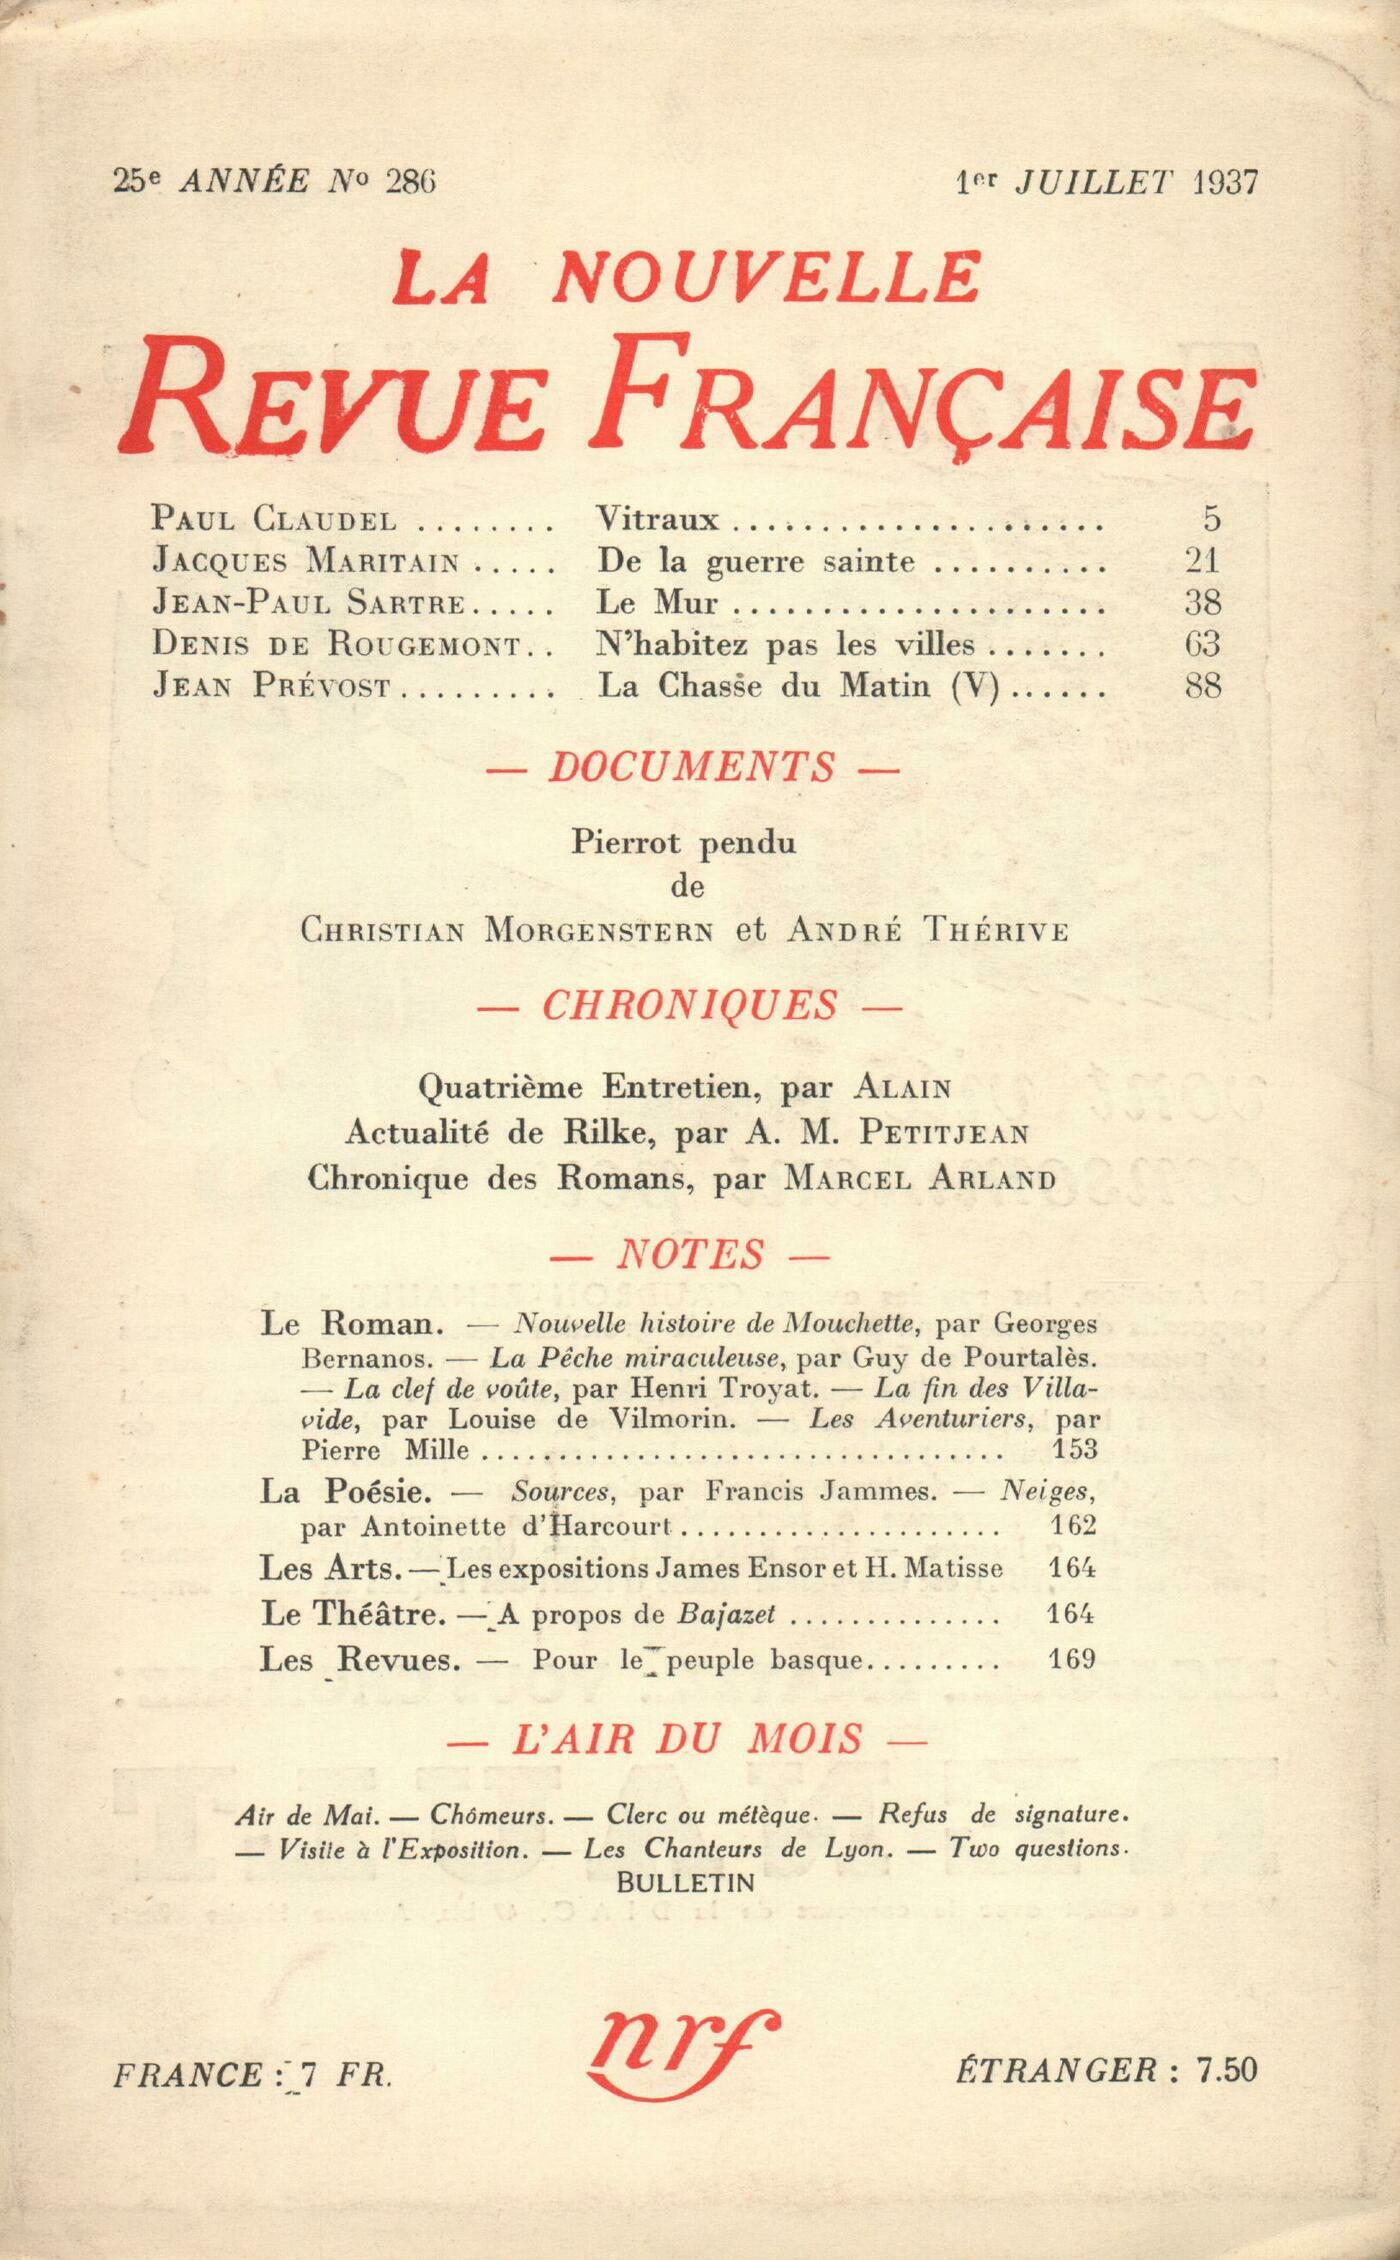 25e ANNÉE No 286 1er JUILLET 1937
LA NOUVELLE
REVUE FRANÇAISE
PAUL CLAUDEL ........ Vitraux ..................... 5
JACQUES MARITAIN ..... De la guerre sainte .......... 21
JEAN-PAUL SARTRE..... Le Mur ..................... 38
DENIS DE ROUGEMONT.. N'habitez pas les villes ....... 63
JEAN PRÉVOST......... La Chasse du Matin (V)...... 88
— DOCUMENTS —
Pierrot pendu
de
CHRISTIAN MORGENSTERN et ANDRÉ THÉRIVE
— CHRONIQUES —
Quatrième Entretien, par ALAIN
Actualité de Rilke, par A. M. PETITJEAN
Chronique des Romans, par MARCEL ARLAND
— NOTES —
Le Roman. — Nouvelle histoire de Mouchette, par Georges
Bernanos. — La Pêche miraculeuse, par Guy de Pourtalès.
— La clef de voûte, par Henri Troyat. — La fin des Villa-
vide, par Louise de Vilmorin. — Les Aventuriers, par
Pierre Mille .................................. 153
La Poésie. — Sources, par Francis Jammes. — Neiges,
par Antoinette d'Harcourt..................... 162
Les Arts. — Les expositions James Ensor et H. Matisse 164
Le Théâtre. — A propos de Bajazet .............. 164
Les Revues. — Pour le peuple basque......... 169
— L'AIR DU MOIS —
Air de Mai. — Chômeurs. — Clerc ou métèque. — Refus de signature.
— Visite à l'Exposition. — Les Chanteurs de Lyon. — Two questions.
BULLETIN
nrf
FRANCE : 7 FR. ÉTRANGER : 7.50